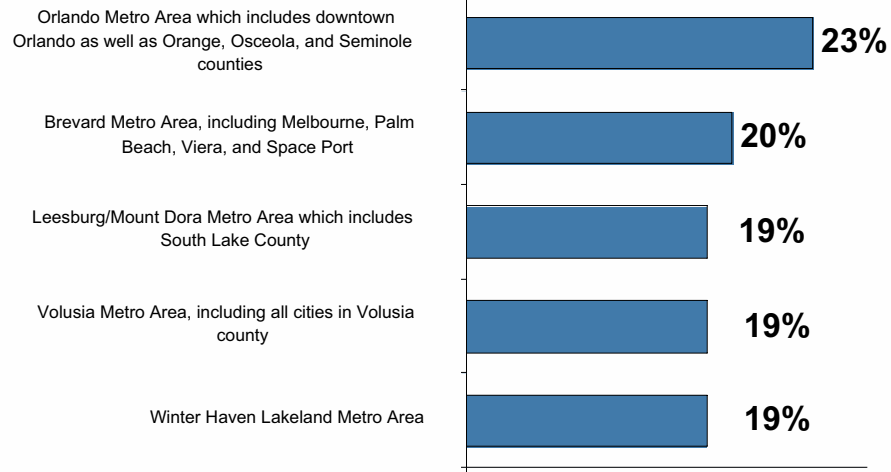 Orlando Metro Area which includes downtown
Orlando as well as Orange, Osceola, and Seminole
counties
23%
Brevard Metro Area, including Melbourne, Palm
Beach, Viera, and Space Port
20%
Leesburg/Mount Dora Metro Area which includes
South Lake County
19%
Volusia Metro Area, including all cities in Volusia
county
19%
Winter Haven Lakeland Metro Area
19%